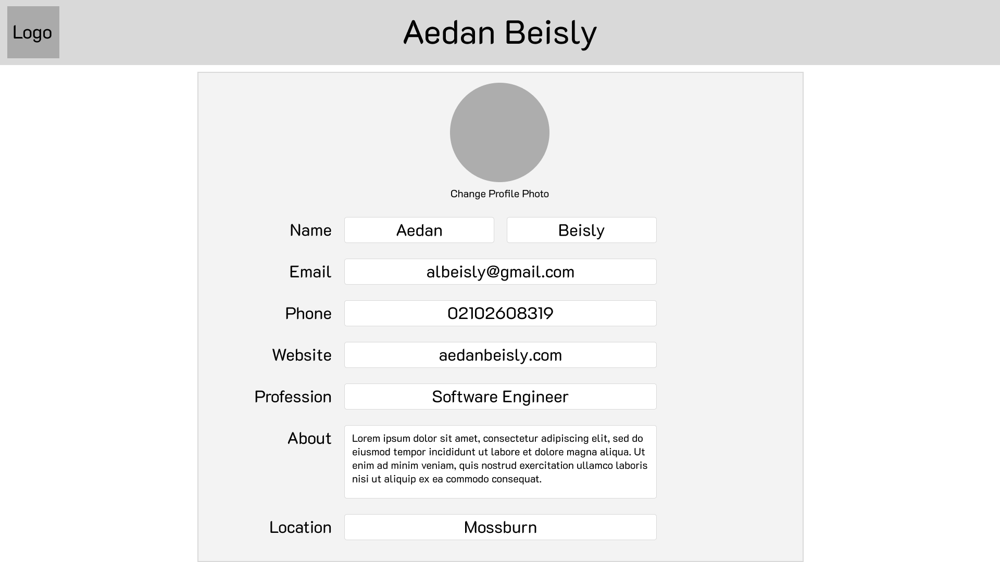 Logo
Aedan Beisly
Change Profile Photo
Name
Aedan
Beisly
Email
albeisly@gmail.com
Phone
02102608319
Website
aedanbeisly.com
Profession
Software Engineer
About
Lorem ipsum dolor sit amet, consectetur adipiscing elit, sed do
eiusmod tempor incididunt ut labore et dolore magna aliqua. Ut
enim ad minim veniam, quis nostrud exercitation ullamco laboris
nisi ut aliquip ex ea commodo consequat.
Location
Mossburn